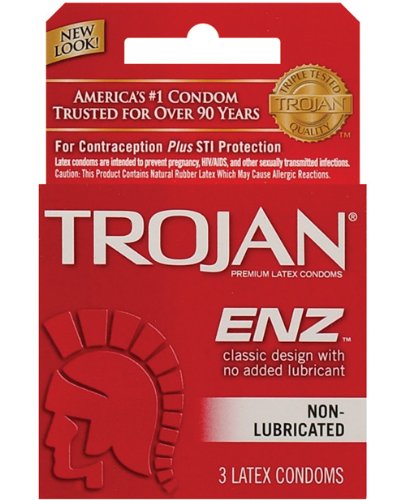 NEW
LOOK!
AMERICA'S #1 CONDOM
TRUSTED FOR OVER 90 YEARS
TRIPLE TESTED
TROJAN
QUALITY
™
For Contraception Plus STI Protection
Latex condoms are intended to prevent pregnancy, HIV/AIDS, and other sexually transmitted infections.
Caution: This Product Contains Natural Rubber Latex Which May Cause Allergic Reactions.
TROJAN®
PREMIUM LATEX CONDOMS
ENZ™
classic design with
no added lubricant
NON-
LUBRICATED
3 LATEX CONDOMS